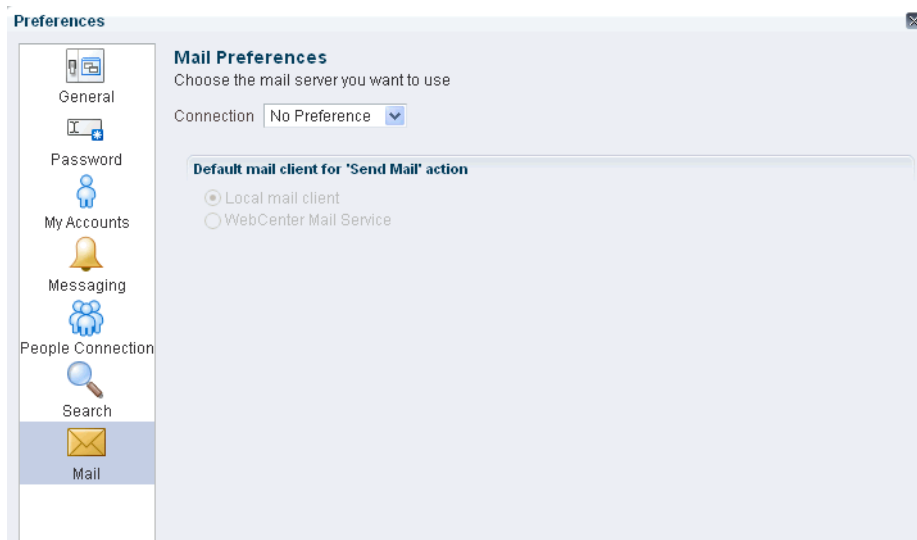 Preferences
General
Password
My Accounts
Messaging
People Connection
Search
Mail
Mail Preferences
Choose the mail server you want to use
Connection No Preference
Default mail client for 'Send Mail' action
Local mail client
WebCenter Mail Service